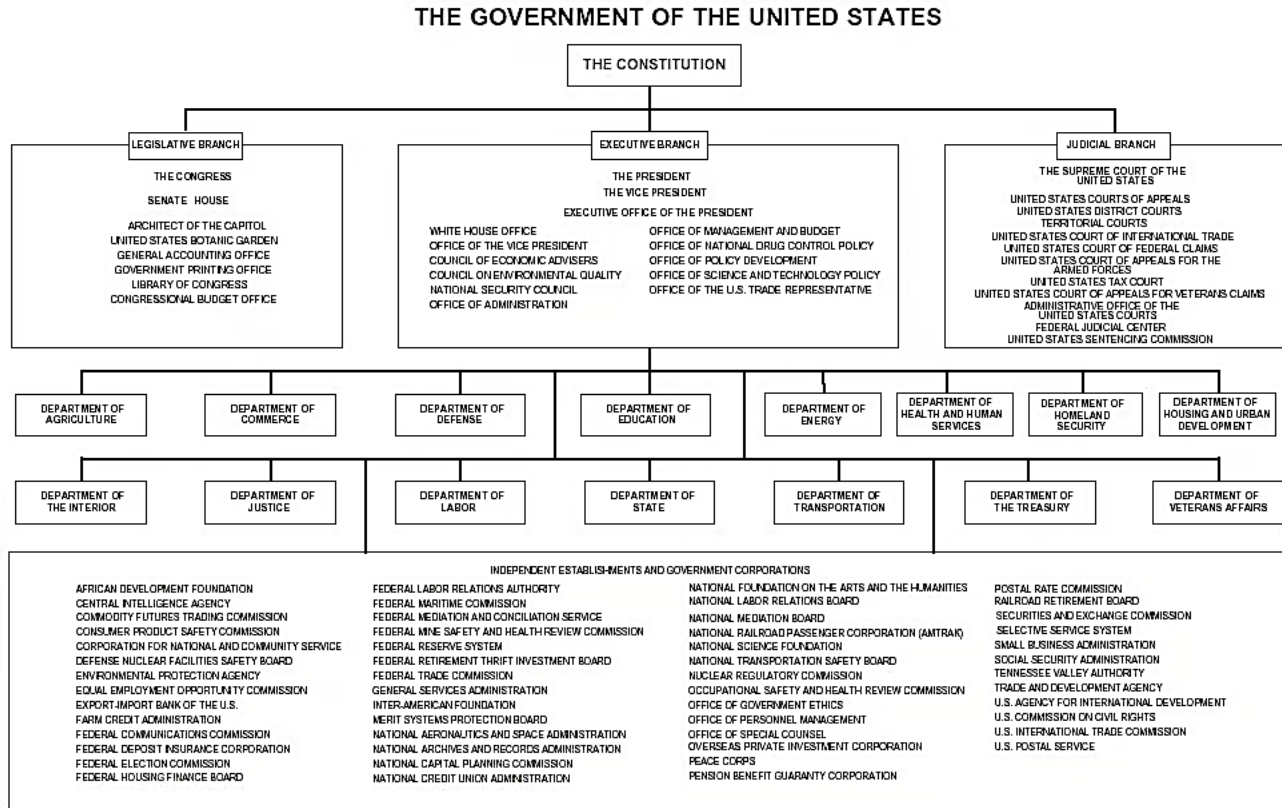 THE GOVERNMENT OF THE UNITED STATES
THE CONSTITUTION
LEGISLATIVE BRANCH
THE CONGRESS
SENATE HOUSE
ARCHITECT OF THE CAPITOL
UNITED STATES BOTANIC GARDEN
GENERAL ACCOUNTING OFFICE
GOVERNMENT PRINTING OFFICE
LIBRARY OF CONGRESS
CONGRESSIONAL BUDGET OFFICE
EXECUTIVE BRANCH
THE PRESIDENT
THE VICE PRESIDENT
EXECUTIVE OFFICE OF THE PRESIDENT
WHITE HOUSE OFFICE
OFFICE OF THE VICE PRESIDENT
COUNCIL OF ECONOMIC ADVISERS
COUNCIL ON ENVIRONMENTAL QUALITY
NATIONAL SECURITY COUNCIL
OFFICE OF ADMINISTRATION
OFFICE OF MANAGEMENT AND BUDGET
OFFICE OF NATIONAL DRUG CONTROL POLICY
OFFICE OF POLICY DEVELOPMENT
OFFICE OF SCIENCE AND TECHNOLOGY POLICY
OFFICE OF THE U.S. TRADE REPRESENTATIVE
JUDICIAL BRANCH
THE SUPREME COURT OF THE
UNITED STATES
UNITED STATES COURTS OF APPEALS
UNITED STATES DISTRICT COURTS
TERRITORIAL COURTS
UNITED STATES COURT OF INTERNATIONAL TRADE
UNITED STATES COURT OF FEDERAL CLAIMS
UNITED STATES COURT OF APPEALS FOR THE
ARMED FORCES
UNITED STATES TAX COURT
UNITED STATES COURT OF APPEALS FOR VETERANS CLAIMS
ADMINISTRATIVE OFFICE OF THE
UNITED STATES COURTS
FEDERAL JUDICIAL CENTER
UNITED STATES SENTENCING COMMISSION
DEPARTMENT OF
AGRICULTURE
DEPARTMENT OF
COMMERCE
DEPARTMENT OF
DEFENSE
DEPARTMENT OF
EDUCATION
DEPARTMENT OF
ENERGY
DEPARTMENT OF
HEALTH AND HUMAN
SERVICES
DEPARTMENT OF
HOMELAND
SECURITY
DEPARTMENT OF
HOUSING AND URBAN
DEVELOPMENT
DEPARTMENT OF
THE INTERIOR
DEPARTMENT OF
JUSTICE
DEPARTMENT OF
LABOR
DEPARTMENT OF
STATE
DEPARTMENT OF
TRANSPORTATION
DEPARTMENT OF
THE TREASURY
DEPARTMENT OF
VETERANS AFFAIRS
INDEPENDENT ESTABLISHMENTS AND GOVERNMENT CORPORATIONS
AFRICAN DEVELOPMENT FOUNDATION
CENTRAL INTELLIGENCE AGENCY
COMMODITY FUTURES TRADING COMMISSION
CONSUMER PRODUCT SAFETY COMMISSION
CORPORATION FOR NATIONAL AND COMMUNITY SERVICE
DEFENSE NUCLEAR FACILITIES SAFETY BOARD
ENVIRONMENTAL PROTECTION AGENCY
EQUAL EMPLOYMENT OPPORTUNITY COMMISSION
EXPORT-IMPORT BANK OF THE U.S.
FARM CREDIT ADMINISTRATION
FEDERAL COMMUNICATIONS COMMISSION
FEDERAL DEPOSIT INSURANCE CORPORATION
FEDERAL ELECTION COMMISSION
FEDERAL HOUSING FINANCE BOARD
FEDERAL LABOR RELATIONS AUTHORITY
FEDERAL MARITIME COMMISSION
FEDERAL MEDIATION AND CONCILIATION SERVICE
FEDERAL MINE SAFETY AND HEALTH REVIEW COMMISSION
FEDERAL RESERVE SYSTEM
FEDERAL RETIREMENT THRIFT INVESTMENT BOARD
FEDERAL TRADE COMMISSION
GENERAL SERVICES ADMINISTRATION
INTER-AMERICAN FOUNDATION
MERIT SYSTEMS PROTECTION BOARD
NATIONAL AERONAUTICS AND SPACE ADMINISTRATION
NATIONAL ARCHIVES AND RECORDS ADMINISTRATION
NATIONAL CAPITAL PLANNING COMMISSION
NATIONAL CREDIT UNION ADMINISTRATION
NATIONAL FOUNDATION ON THE ARTS AND THE HUMANITIES
NATIONAL LABOR RELATIONS BOARD
NATIONAL MEDIATION BOARD
NATIONAL RAILROAD PASSENGER CORPORATION (AMTRAK)
NATIONAL SCIENCE FOUNDATION
NATIONAL TRANSPORTATION SAFETY BOARD
NUCLEAR REGULATORY COMMISSION
OCCUPATIONAL SAFETY AND HEALTH REVIEW COMMISSION
OFFICE OF GOVERNMENT ETHICS
OFFICE OF PERSONNEL MANAGEMENT
OFFICE OF SPECIAL COUNSEL
OVERSEAS PRIVATE INVESTMENT CORPORATION
PEACE CORPS
PENSION BENEFIT GUARANTY CORPORATION
POSTAL RATE COMMISSION
RAILROAD RETIREMENT BOARD
SECURITIES AND EXCHANGE COMMISSION
SELECTIVE SERVICE SYSTEM
SMALL BUSINESS ADMINISTRATION
SOCIAL SECURITY ADMINISTRATION
TENNESSEE VALLEY AUTHORITY
TRADE AND DEVELOPMENT AGENCY
U.S. AGENCY FOR INTERNATIONAL DEVELOPMENT
U.S. COMMISSION ON CIVIL RIGHTS
U.S. INTERNATIONAL TRADE COMMISSION
U.S. POSTAL SERVICE